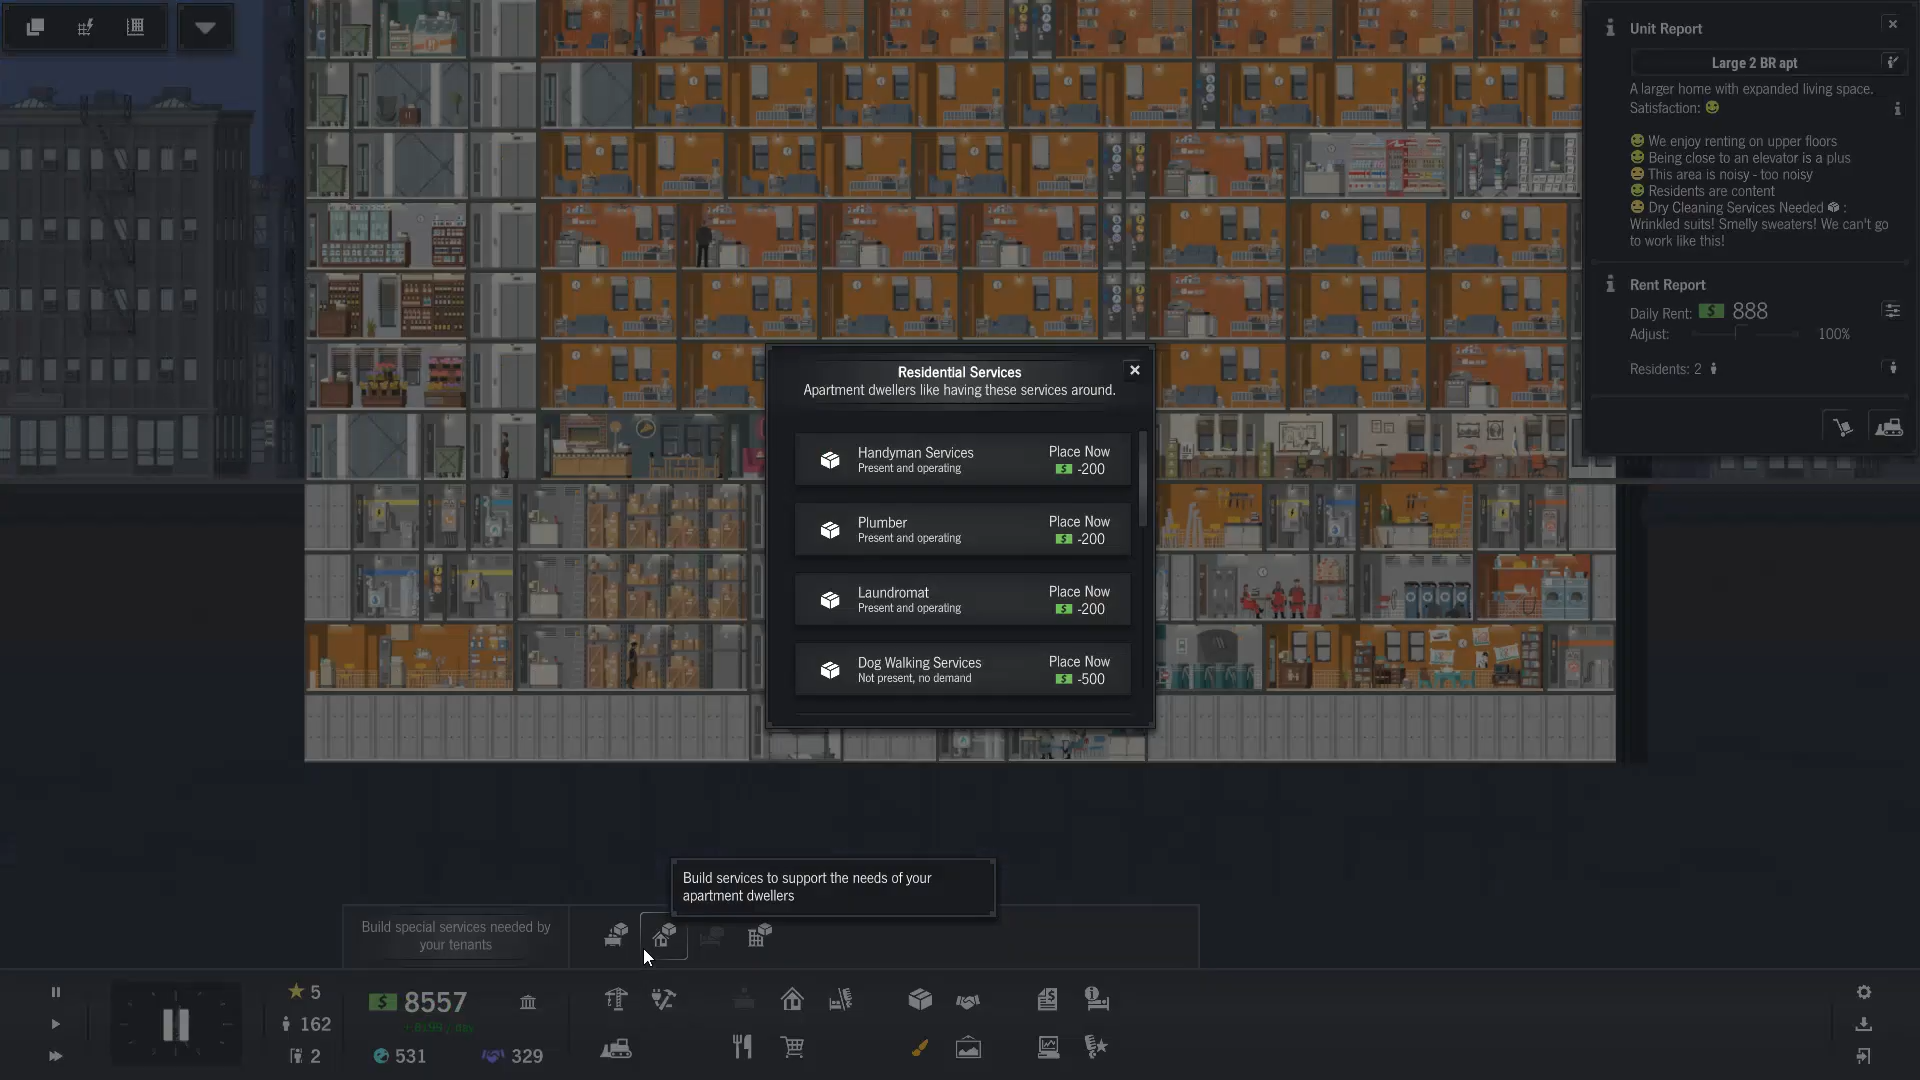 Unit Report
Large 2 BR apt
A larger home with expanded living space.
Satisfaction:
We enjoy renting on upper floors
Being close to an elevator is a plus
This area is noisy - too noisy
Residents are content
Dry Cleaning Services Needed :
Wrinkled suits! Smelly sweaters! We can't go
to work like this!
Rent Report
Daily Rent: $ 888
Adjust: 100%
Residents: 2
Residential Services
Apartment dwellers like having these services around.
Handyman Services Place Now
Present and operating $ -200
Plumber Place Now
Present and operating $ -200
Laundromat Place Now
Present and operating $ -200
Dog Walking Services Place Now
Not present, no demand $ -500
Build services to support the needs of your
apartment dwellers
Build special services needed by
your tenants
5
$ 8557
162
2
531 329